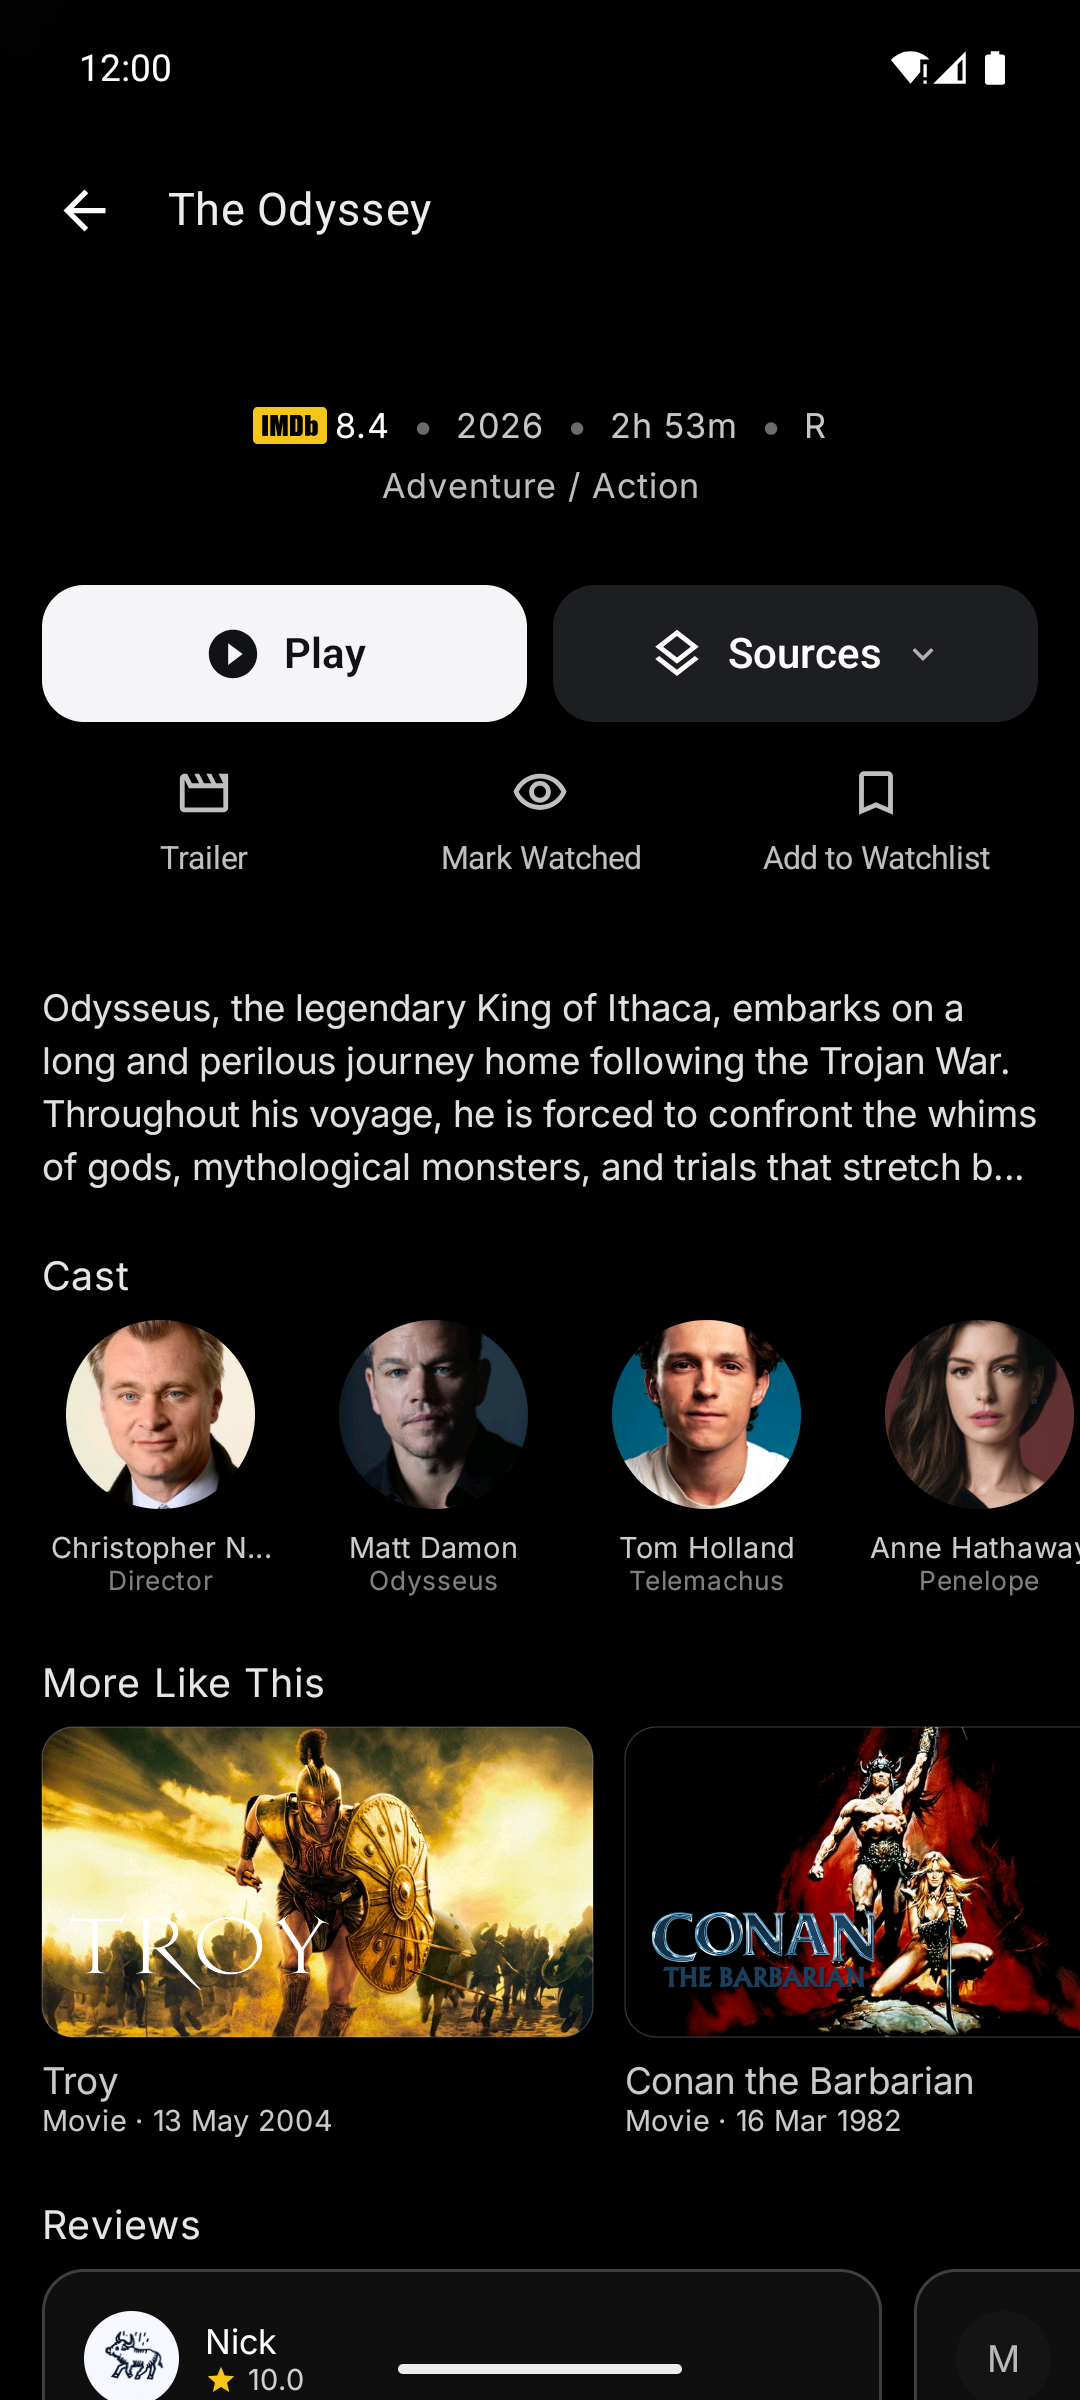 12:00
The Odyssey
IMDb 8.4 • 2026 • 2h 53m • R
Adventure / Action
Play
Sources
Trailer
Mark Watched
Add to Watchlist
Odysseus, the legendary King of Ithaca, embarks on a
long and perilous journey home following the Trojan War.
Throughout his voyage, he is forced to confront the whims
of gods, mythological monsters, and trials that stretch b...
Cast
Christopher N...
Director
Matt Damon
Odysseus
Tom Holland
Telemachus
Anne Hathaway
Penelope
More Like This
TROY
CONAN
THE BARBARIAN
Troy
Movie · 13 May 2004
Conan the Barbarian
Movie · 16 Mar 1982
Reviews
Nick
10.0
M